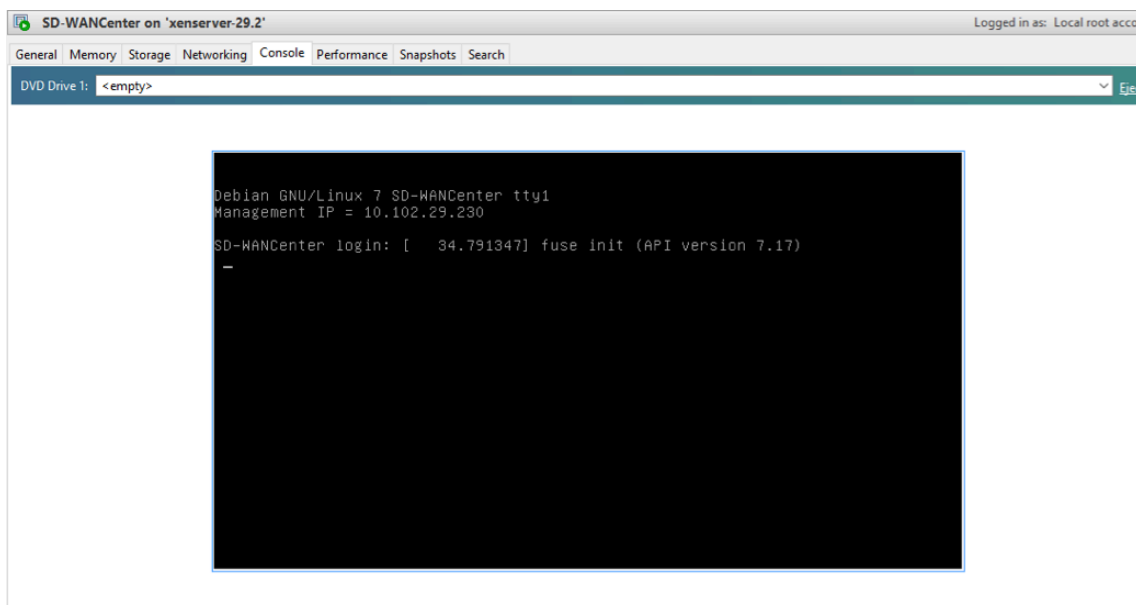 SD-WANCenter on 'xenserver-29.2'
Logged in as: Local root acco
General Memory Storage Networking Console Performance Snapshots Search
DVD Drive 1: <empty>
Eje
Debian GNU/Linux 7 SD-WANCenter tty1
Management IP = 10.102.29.230
SD-WANCenter login: [   34.791347] fuse init (API version 7.17)